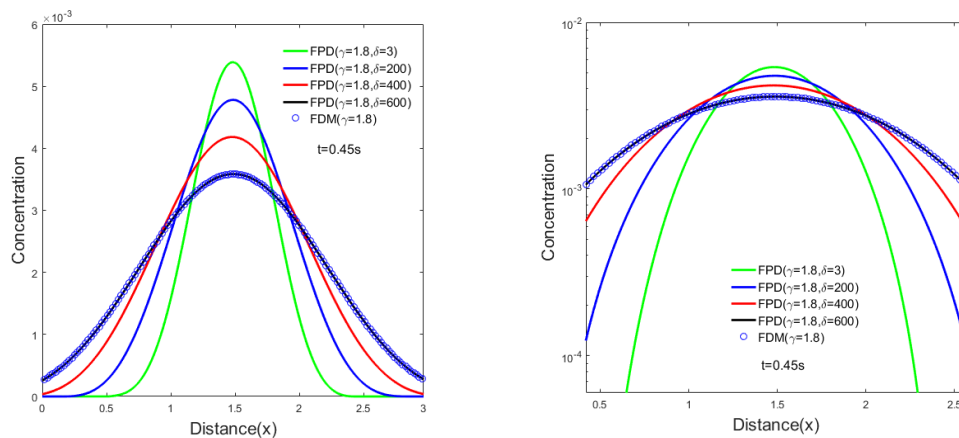 ×10⁻³
6
5
4
3
2
1
0
Concentration
FPD(γ=1.8,δ=3)
FPD(γ=1.8,δ=200)
FPD(γ=1.8,δ=400)
FPD(γ=1.8,δ=600)
FDM(γ=1.8)
t=0.45s
0 0.5 1 1.5 2 2.5 3
Distance(x)
10⁻²
10⁻³
10⁻⁴
Concentration
FPD(γ=1.8,δ=3)
FPD(γ=1.8,δ=200)
FPD(γ=1.8,δ=400)
FPD(γ=1.8,δ=600)
FDM(γ=1.8)
t=0.45s
0.5 1 1.5 2 2.5
Distance(x)